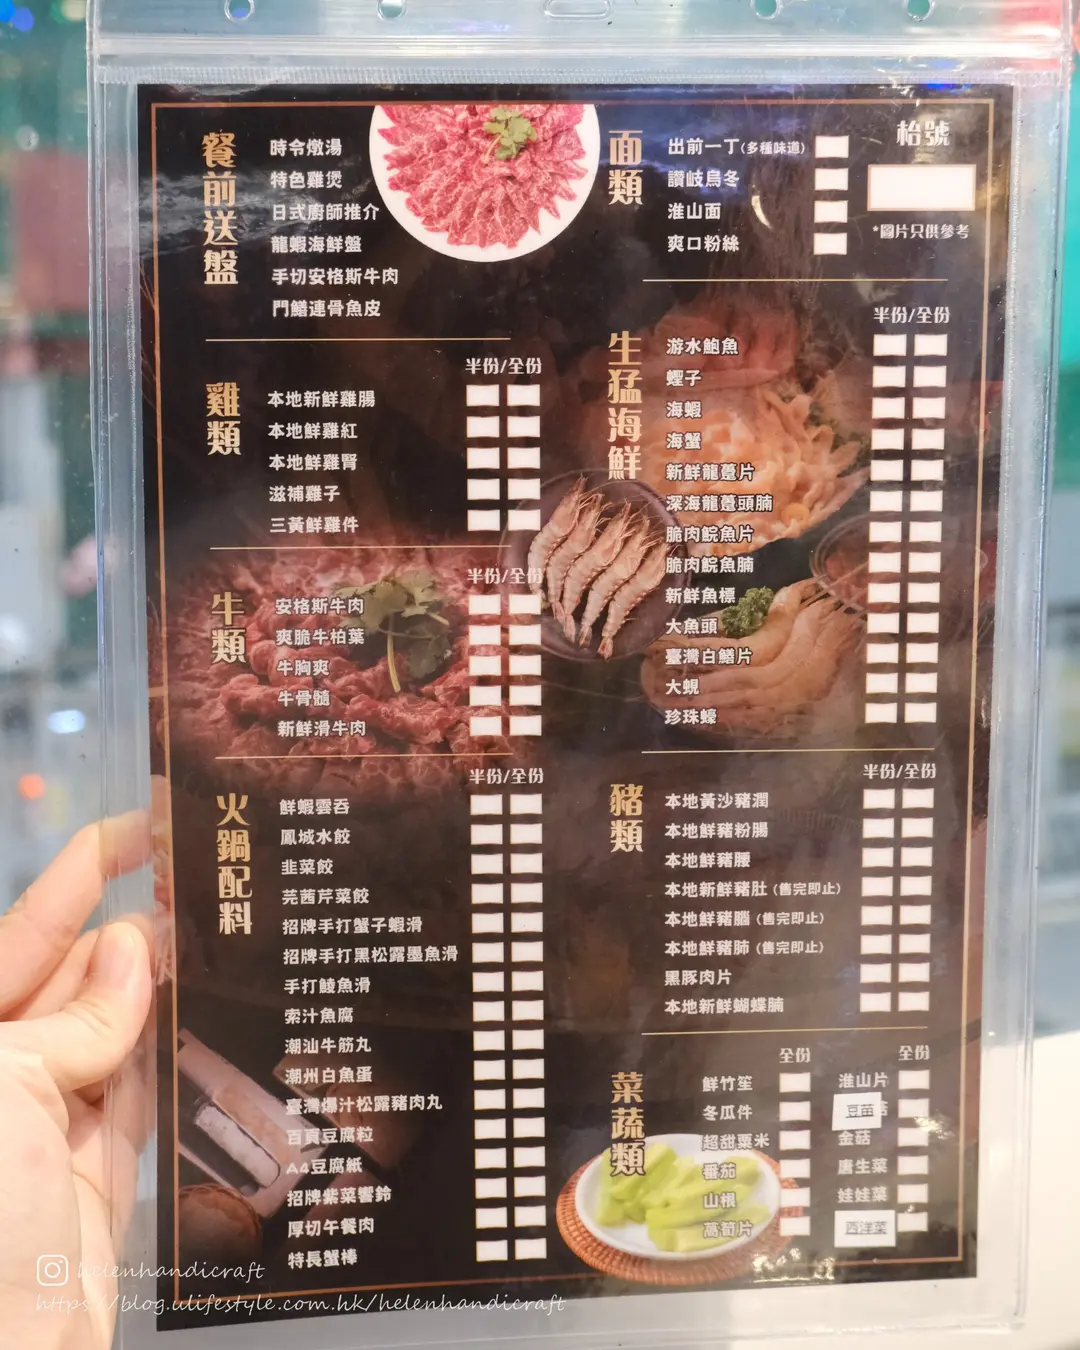 餐前送盤
時令燉湯
特色雞煲
日式廚師推介
龍蝦海鮮盤
手切安格斯牛肉
門鱔連骨魚皮
雞類
半份/全份
本地新鮮雞腸
本地鮮雞紅
本地鮮雞腎
滋補雞子
三黃鮮雞件
牛類
半份/全份
安格斯牛肉
爽脆牛柏葉
牛胸爽
牛骨髓
新鮮滑牛肉
火鍋配料
半份/全份
鮮蝦雲吞
鳳城水餃
韭菜餃
芫茜芹菜餃
招牌手打蟹子蝦滑
招牌手打黑松露墨魚滑
手打鯪魚滑
索汁魚腐
潮汕牛筋丸
潮州白魚蛋
臺灣爆汁松露豬肉丸
百頁豆腐粒
A4豆腐紙
招牌紫菜響鈴
厚切午餐肉
特長蟹棒
面類
出前一丁(多種味道)
讚岐烏冬
淮山面
爽口粉絲
枱號
*圖片只供參考
生猛海鮮
半份/全份
游水鮑魚
蟶子
海蝦
海蟹
新鮮龍躉片
深海龍躉頭腩
脆肉鯇魚片
脆肉鯇魚腩
新鮮魚標
大魚頭
臺灣白鱔片
大蜆
珍珠蠔
豬類
半份/全份
本地黃沙豬潤
本地鮮豬粉腸
本地鮮豬腰
本地新鮮豬肚(售完即止)
本地鮮豬腦(售完即止)
本地鮮豬肺(售完即止)
黑豚肉片
本地新鮮蝴蝶腩
菜蔬類
全份
鮮竹笙
冬瓜件
超甜粟米
番茄
山根
萵筍片
全份
淮山片
豆苗
金菇
唐生菜
娃娃菜
西洋菜
helenhandicraft
https://blog.ulifestyle.com.hk/helenhandicraft